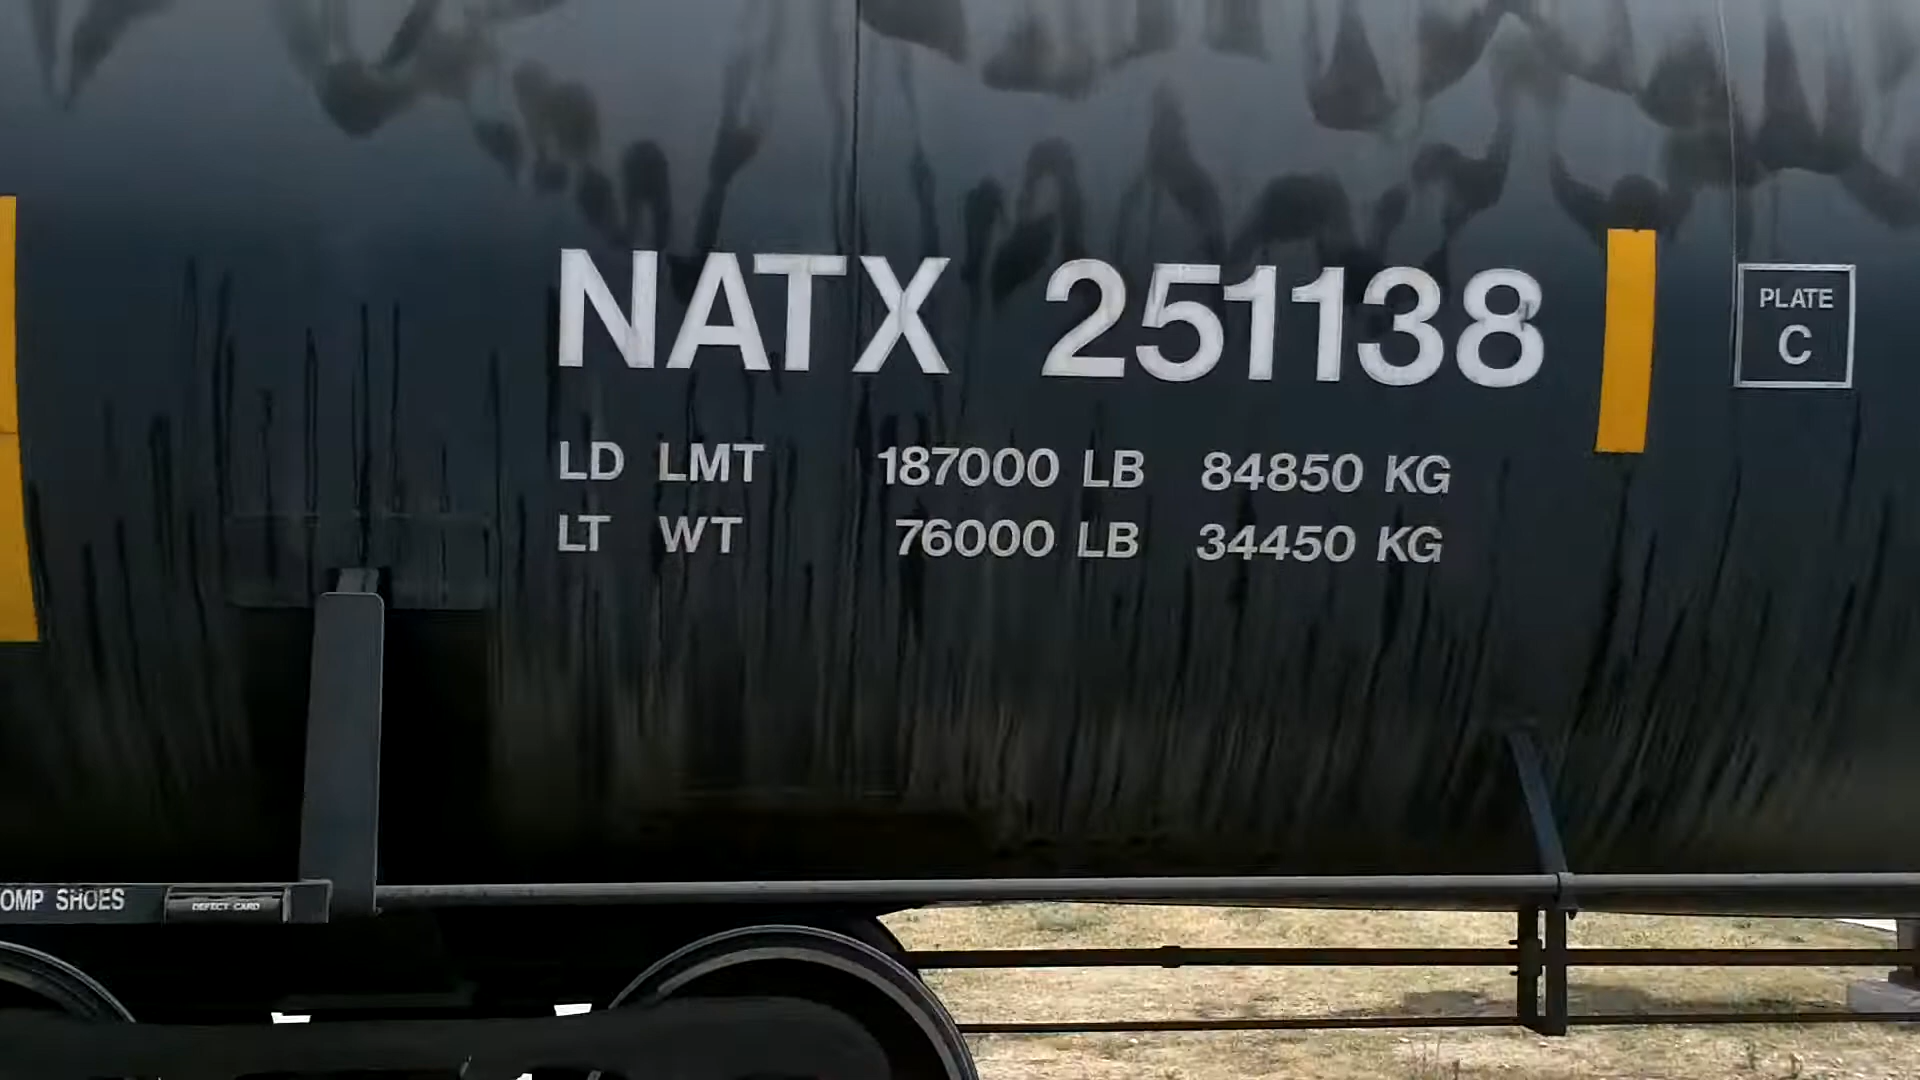 NATX 251138
PLATE
C
LD LMT 187000 LB 84850 KG
LT WT 76000 LB 34450 KG
OMP SHOES
DEFECT CARD